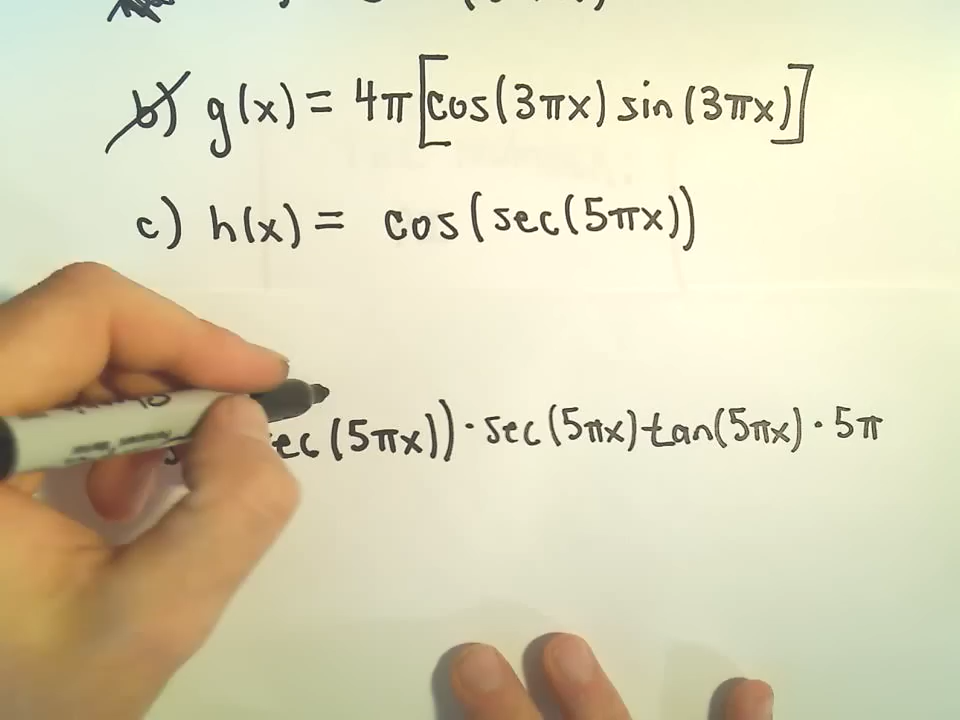 b) g(x) = 4π[cos(3πx) sin(3πx)]
c) h(x) = cos(sec(5πx))
ec(5πx)) · sec(5πx)tan(5πx) · 5π